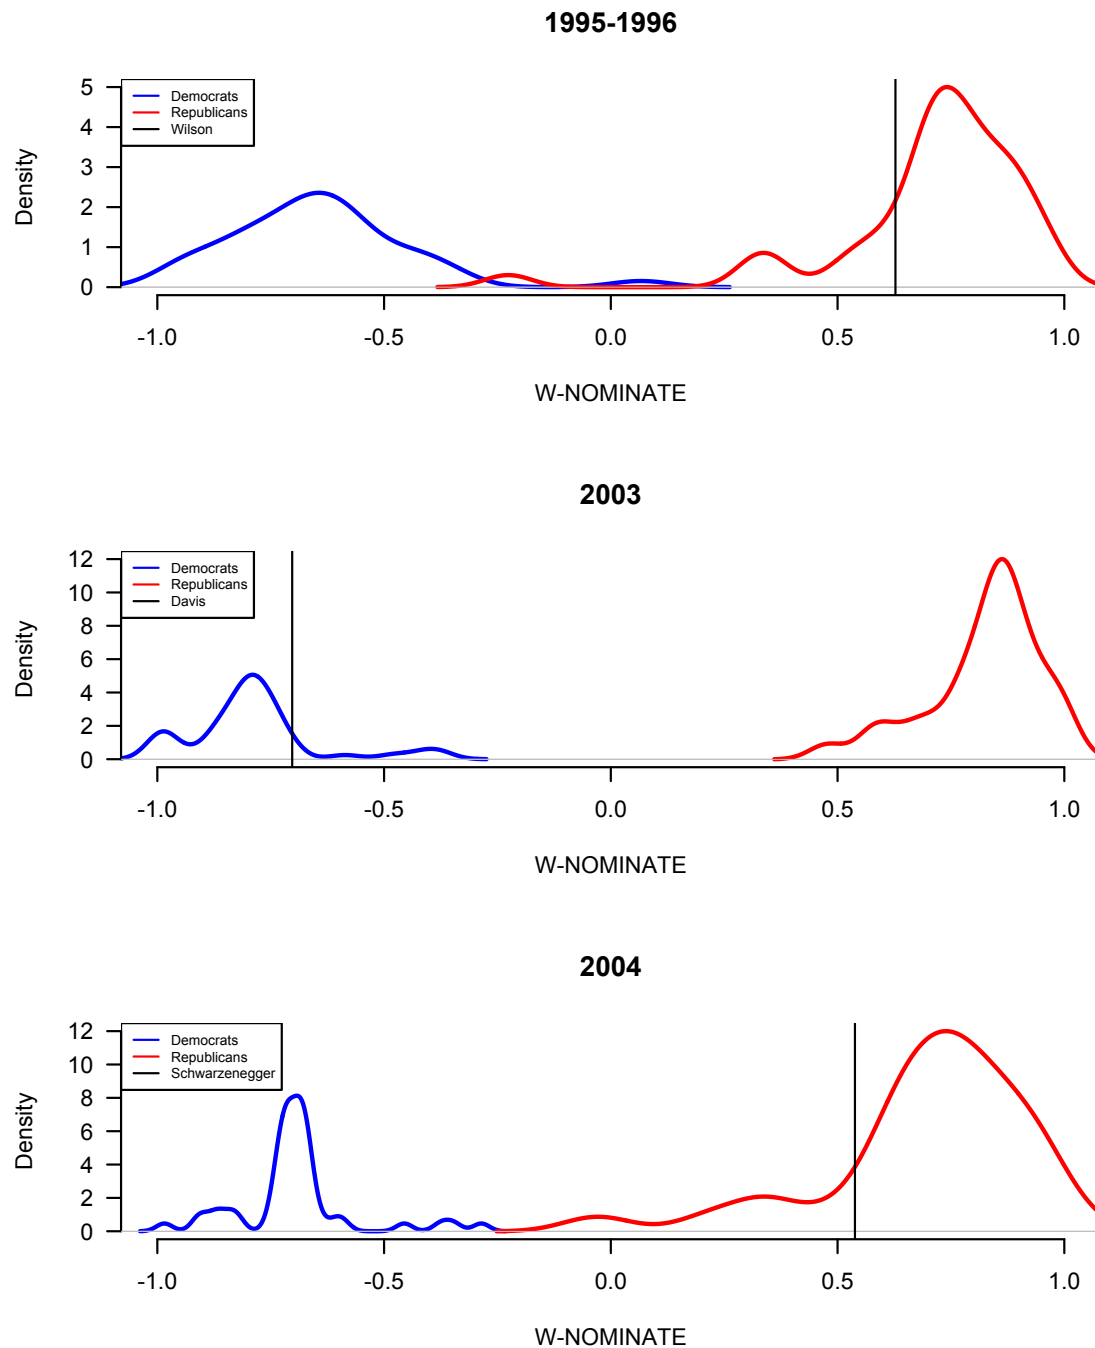 1995-1996
Democrats
Republicans
Wilson
Density
5
4
3
2
1
0
-1.0 -0.5 0.0 0.5 1.0
W-NOMINATE
2003
Democrats
Republicans
Davis
Density
12
10
8
6
4
2
0
-1.0 -0.5 0.0 0.5 1.0
W-NOMINATE
2004
Democrats
Republicans
Schwarzenegger
Density
12
10
8
6
4
2
0
-1.0 -0.5 0.0 0.5 1.0
W-NOMINATE